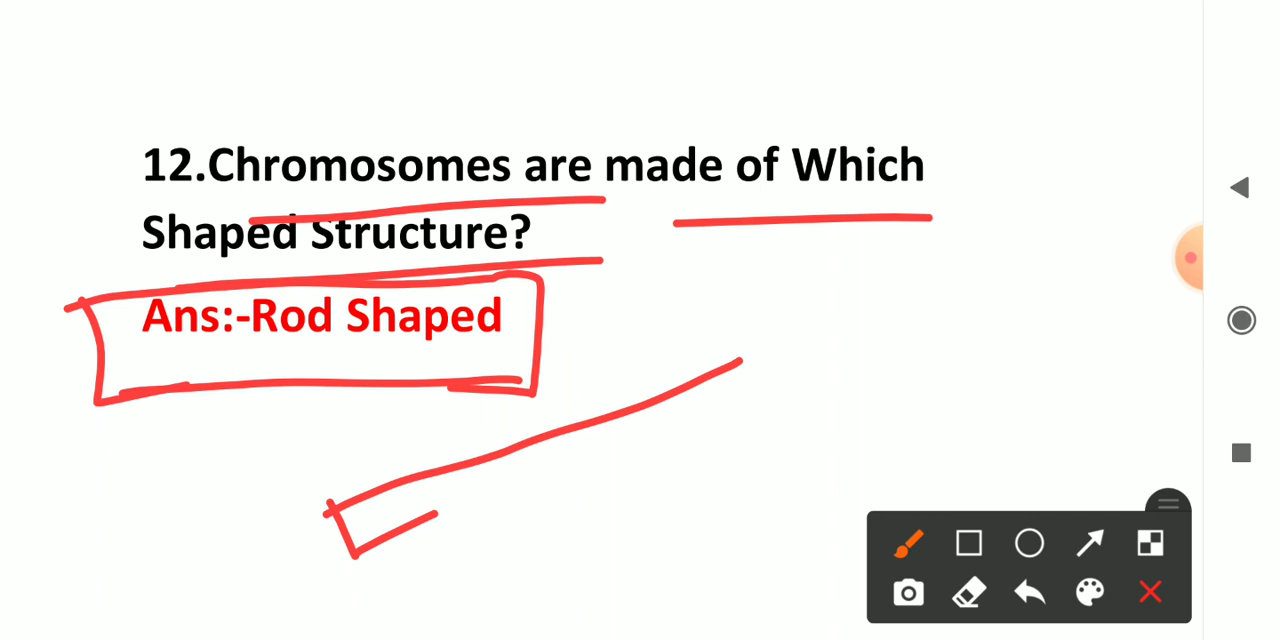 12.Chromosomes are made of Which
Shaped Structure?
Ans:-Rod Shaped